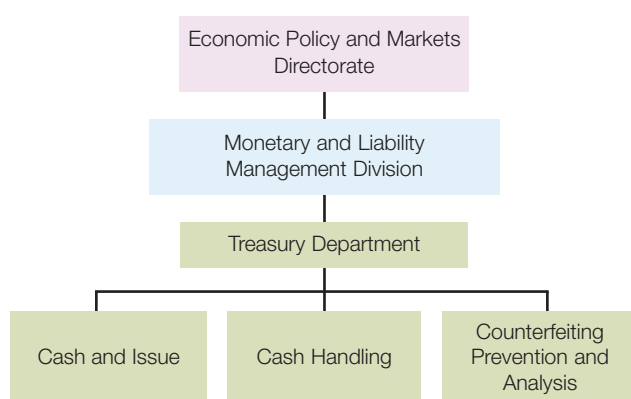 Economic Policy and Markets
Directorate
Monetary and Liability
Management Division
Treasury Department
Cash and Issue
Cash Handling
Counterfeiting
Prevention and
Analysis